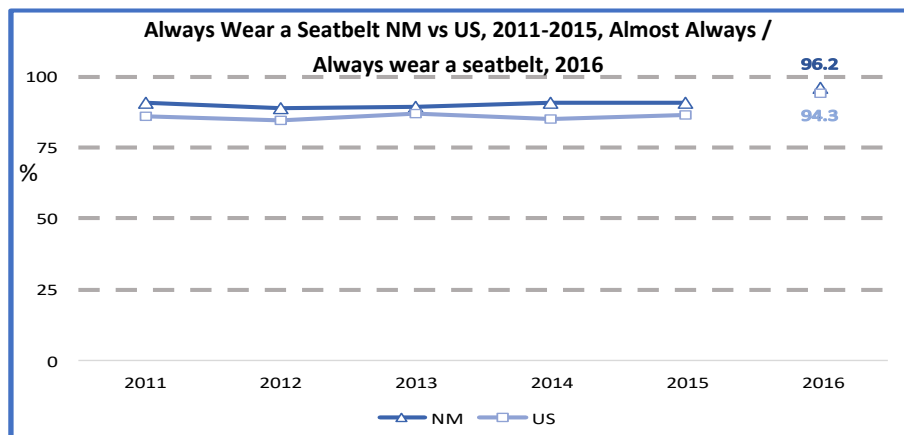 Always Wear a Seatbelt NM vs US, 2011-2015, Almost Always /
Always wear a seatbelt, 2016
96.2
100
94.3
75
%
50
25
0
2011 2012 2013 2014 2015 2016
NM US